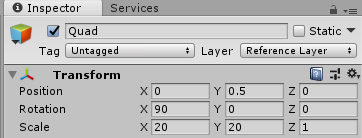 Inspector Services
Quad Static
Tag Untagged Layer Reference Layer
Transform
Position X 0 Y 0.5 Z 0
Rotation X 90 Y 0 Z 0
Scale X 20 Y 20 Z 1